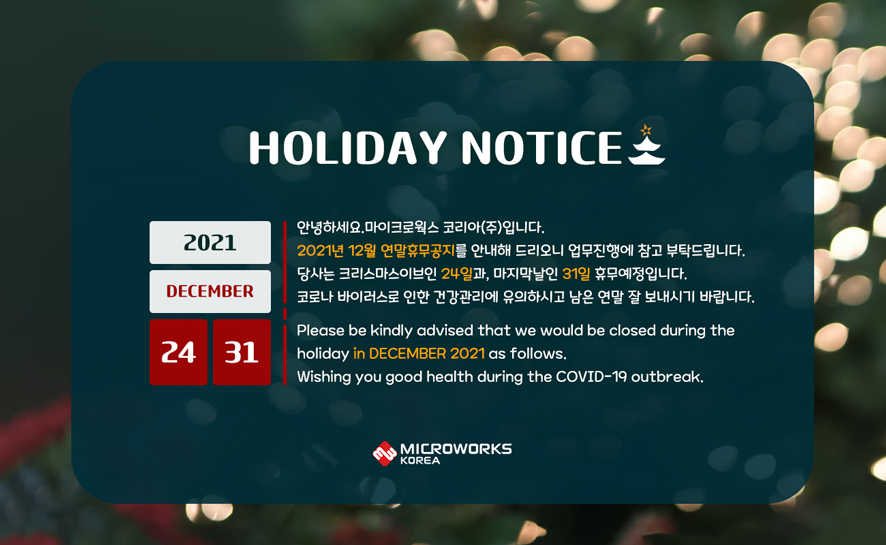 HOLIDAY NOTICE
2021
DECEMBER
24 31
안녕하세요.마이크로웍스 코리아(주)입니다.
2021년 12월 연말휴무공지를 안내해 드리오니 업무진행에 참고 부탁드립니다.
당사는 크리스마스이브인 24일과, 마지막날인 31일 휴무예정입니다.
코로나 바이러스로 인한 건강관리에 유의하시고 남은 연말 잘 보내시기 바랍니다.
Please be kindly advised that we would be closed during the
holiday in DECEMBER 2021 as follows.
Wishing you good health during the COVID-19 outbreak.
MICROWORKS
KOREA